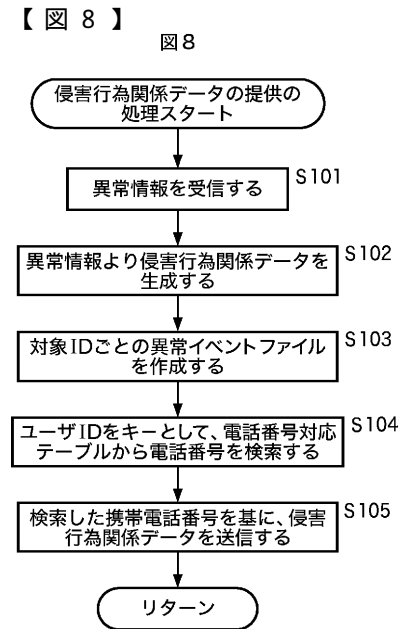 【図８】
図８
侵害行為関係データの提供の
処理スタート
異常情報を受信する
S101
異常情報より侵害行為関係データを
生成する
S102
対象IDごとの異常イベントファイル
を作成する
S103
ユーザIDをキーとして、電話番号対応
テーブルから電話番号を検索する
S104
検索した携帯電話番号を基に、侵害
行為関係データを送信する
S105
リターン